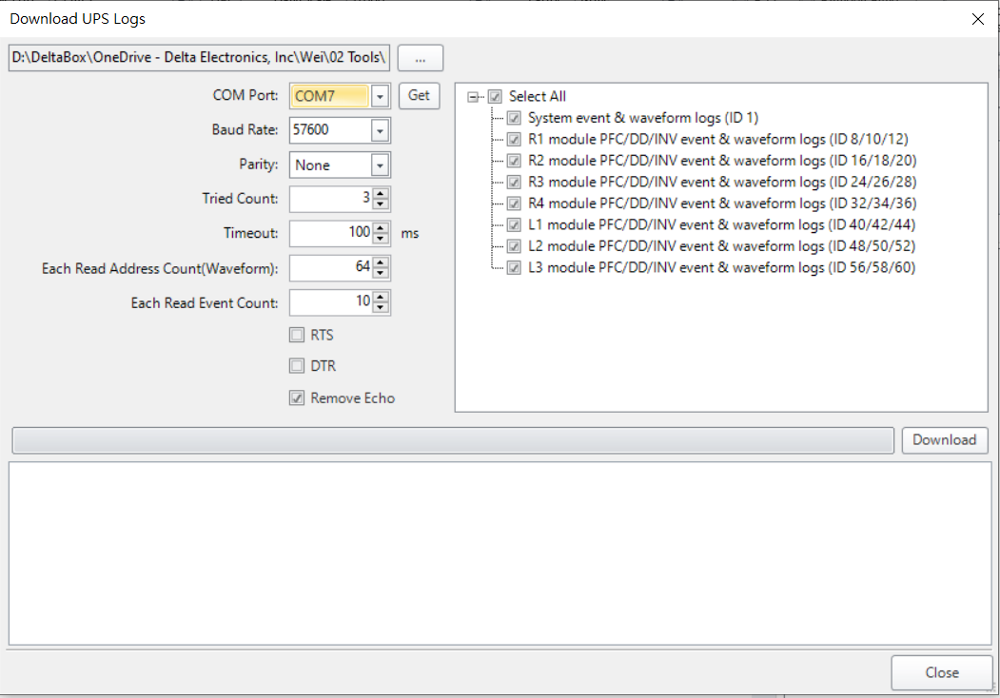 Download UPS Logs
D:\DeltaBox\OneDrive - Delta Electronics, Inc\Wei\02 Tools\
...
COM Port: COM7 Get
Baud Rate: 57600
Parity: None
Tried Count: 3
Timeout: 100 ms
Each Read Address Count(Waveform): 64
Each Read Event Count: 10
RTS
DTR
Remove Echo
Select All
System event & waveform logs (ID 1)
R1 module PFC/DD/INV event & waveform logs (ID 8/10/12)
R2 module PFC/DD/INV event & waveform logs (ID 16/18/20)
R3 module PFC/DD/INV event & waveform logs (ID 24/26/28)
R4 module PFC/DD/INV event & waveform logs (ID 32/34/36)
L1 module PFC/DD/INV event & waveform logs (ID 40/42/44)
L2 module PFC/DD/INV event & waveform logs (ID 48/50/52)
L3 module PFC/DD/INV event & waveform logs (ID 56/58/60)
Download
Close